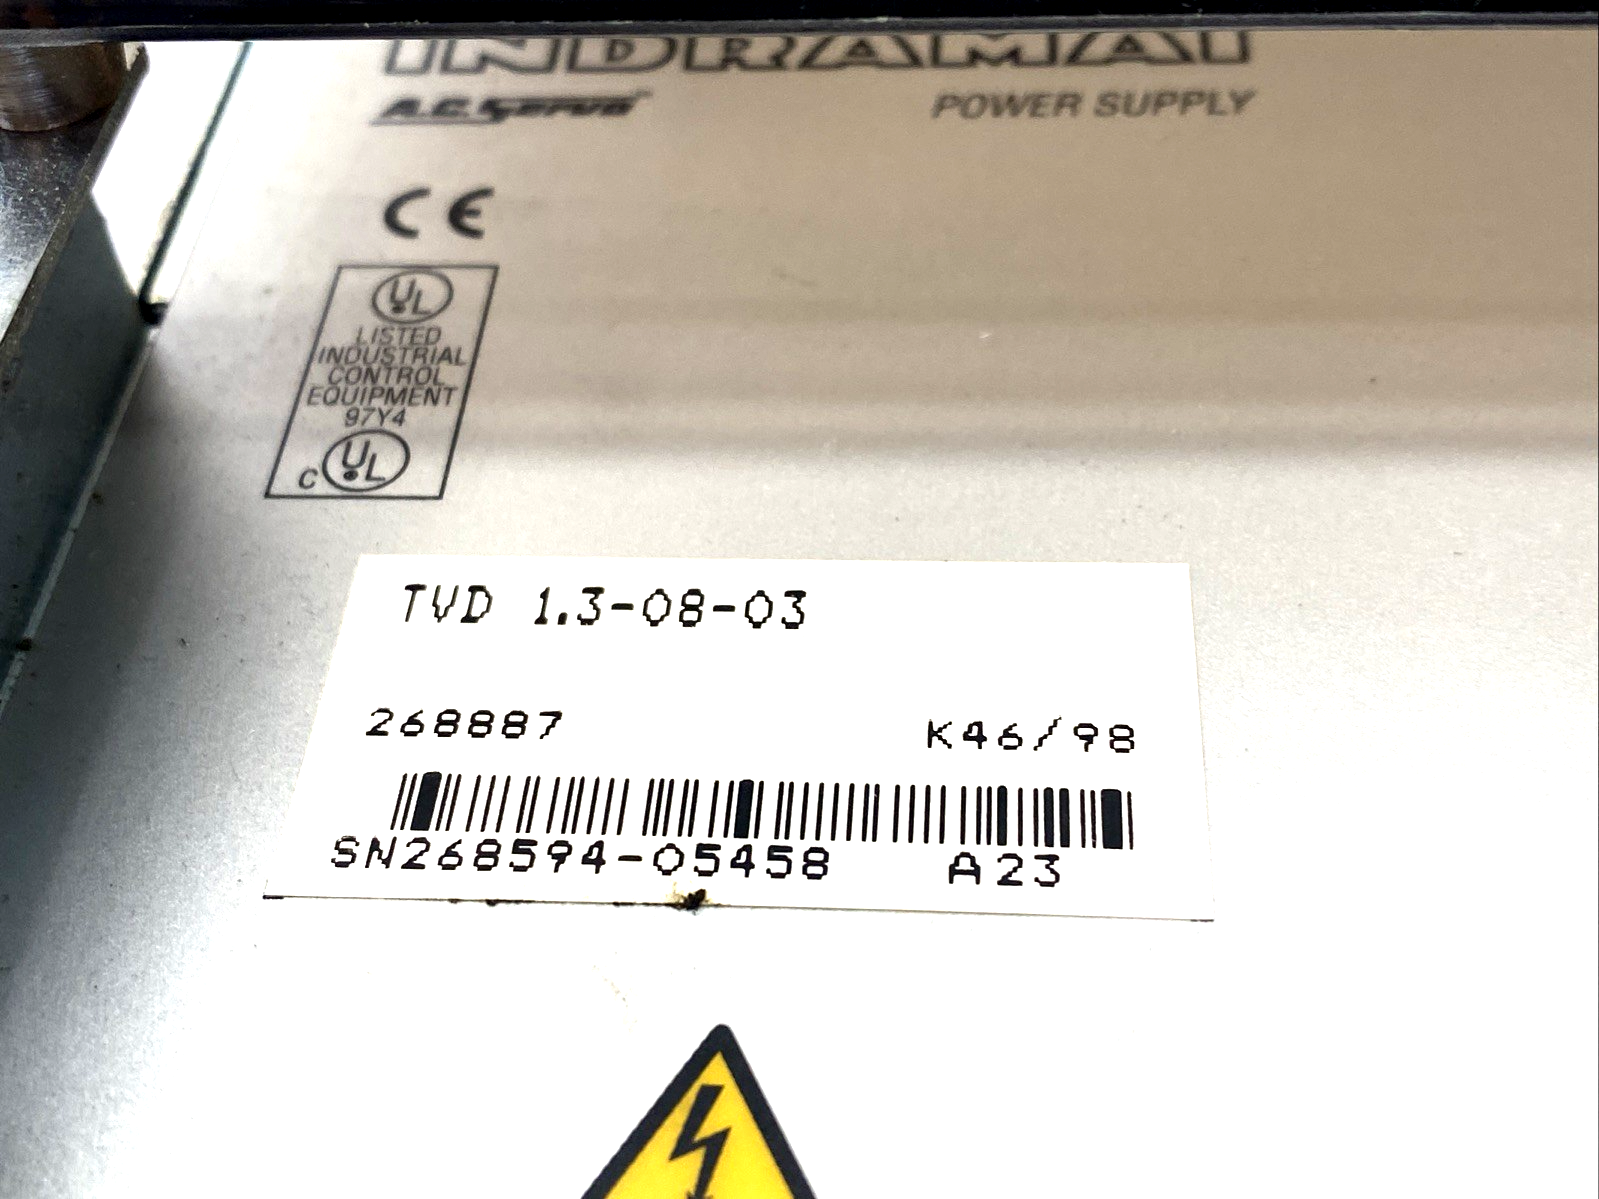 INDRAMAT
A.C. Servo
POWER SUPPLY
CE
UL
LISTED
INDUSTRIAL
CONTROL
EQUIPMENT
97Y4
C UL
TVD 1.3-08-03
268887
K46/98
SN268594-05458 A23